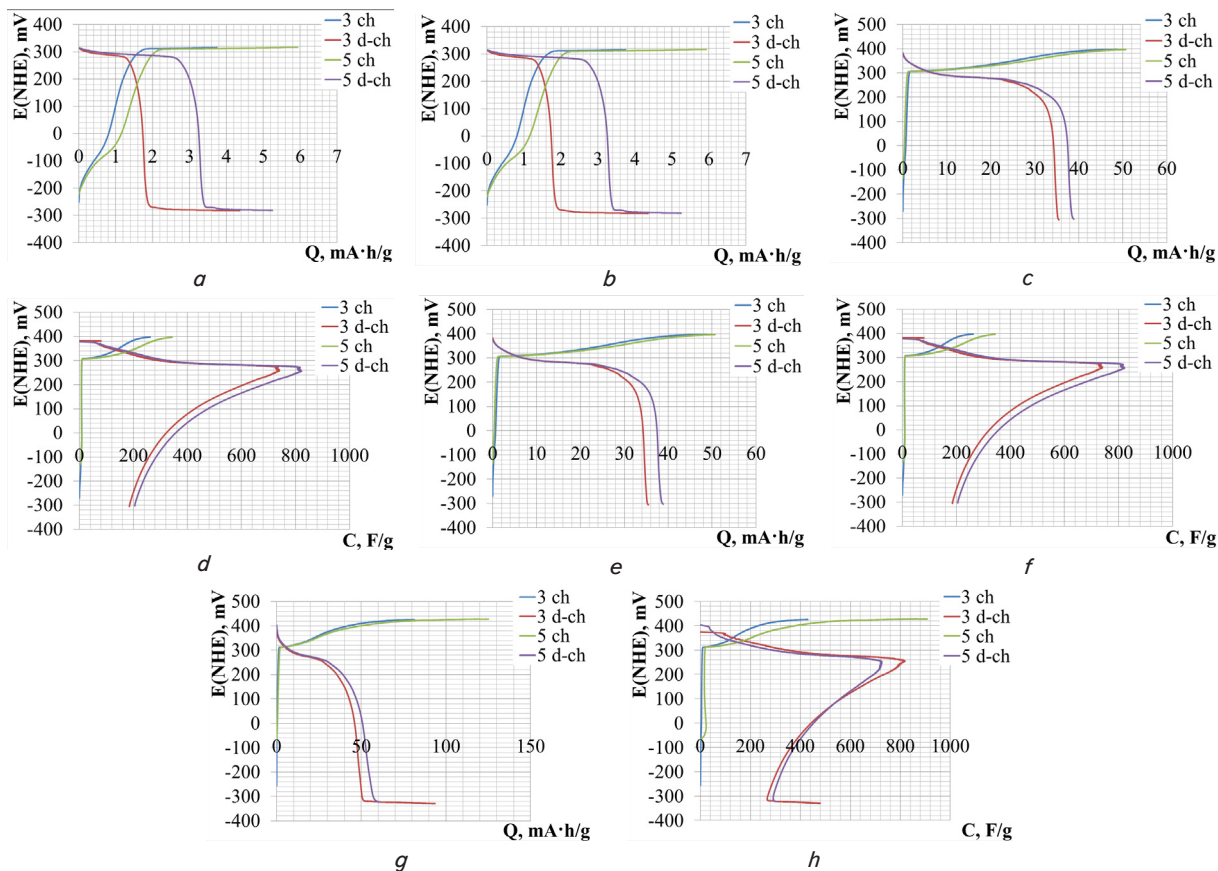 E(NHE), mV
400
300
200
100
0
-100
-200
-300
-400
0 1 2 3 4 5 6 7
Q, mA·h/g
3 ch
3 d-ch
5 ch
5 d-ch
a
E(NHE), mV
400
300
200
100
0
-100
-200
-300
-400
0 1 2 3 4 5 6 7
Q, mA·h/g
3 ch
3 d-ch
5 ch
5 d-ch
b
E(NHE), mV
500
400
300
200
100
0
-100
-200
-300
-400
0 10 20 30 40 50 60
Q, mA·h/g
3 ch
3 d-ch
5 ch
5 d-ch
c
E(NHE), mV
500
400
300
200
100
0
-100
-200
-300
-400
0 200 400 600 800 1000
C, F/g
3 ch
3 d-ch
5 ch
5 d-ch
d
E(NHE), mV
500
400
300
200
100
0
-100
-200
-300
-400
0 10 20 30 40 50 60
Q, mA·h/g
3 ch
3 d-ch
5 ch
5 d-ch
e
E(NHE), mV
500
400
300
200
100
0
-100
-200
-300
-400
0 200 400 600 800 1000
C, F/g
3 ch
3 d-ch
5 ch
5 d-ch
f
E(NHE), mV
500
400
300
200
100
0
-100
-200
-300
-400
0 50 100 150
Q, mA·h/g
3 ch
3 d-ch
5 ch
5 d-ch
g
E(NHE), mV
500
400
300
200
100
0
-100
-200
-300
-400
0 200 400 600 800 1000
C, F/g
3 ch
3 d-ch
5 ch
5 d-ch
h